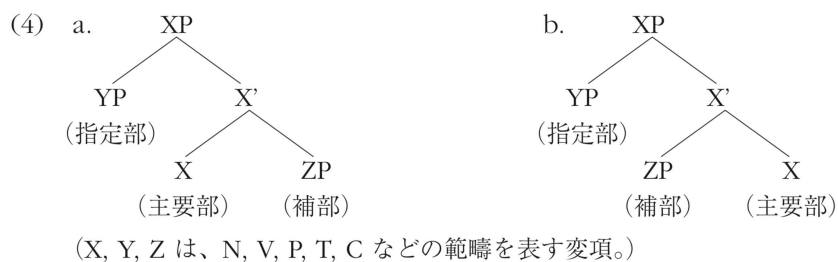 (4) a. XP b. XP
YP X’ YP X’
（指定部） （指定部）
X ZP ZP X
（主要部） （補部） （補部） （主要部）
（X, Y, Z は、N, V, P, T, C などの範疇を表す変項。）